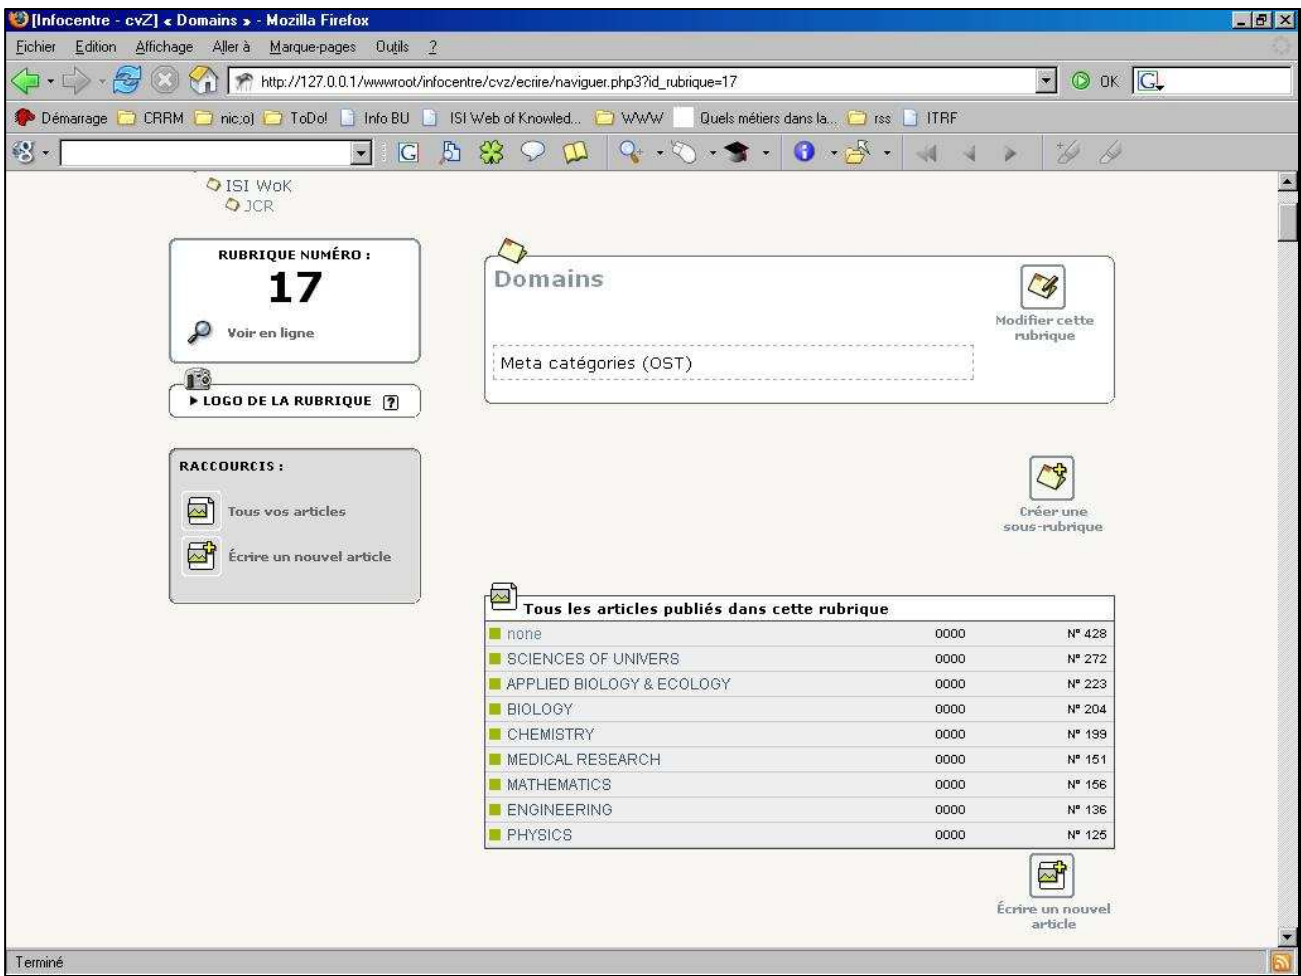 [Infocentre - cvZ] « Domains » - Mozilla Firefox
Fichier Edition Affichage Aller à Marque-pages Outils ?
http://127.0.0.1/wwwroot/infocentre/cvz/ecrire/naviguer.php3?id_rubrique=17 OK
Démarrage CRRM nic;o) ToDo! Info BU ISI Web of Knowled... WWW Quels métiers dans la... rss ITRF
ISI WoK
JCR
RUBRIQUE NUMÉRO :
17
Voir en ligne
LOGO DE LA RUBRIQUE ?
RACCOURCIS :
Tous vos articles
Écrire un nouvel article
Domains
Modifier cette
rubrique
Meta catégories (OST)
Créer une
sous-rubrique
Tous les articles publiés dans cette rubrique
none 0000 N° 428
SCIENCES OF UNIVERS 0000 N° 272
APPLIED BIOLOGY & ECOLOGY 0000 N° 223
BIOLOGY 0000 N° 204
CHEMISTRY 0000 N° 199
MEDICAL RESEARCH 0000 N° 151
MATHEMATICS 0000 N° 156
ENGINEERING 0000 N° 136
PHYSICS 0000 N° 125
Écrire un nouvel
article
Terminé